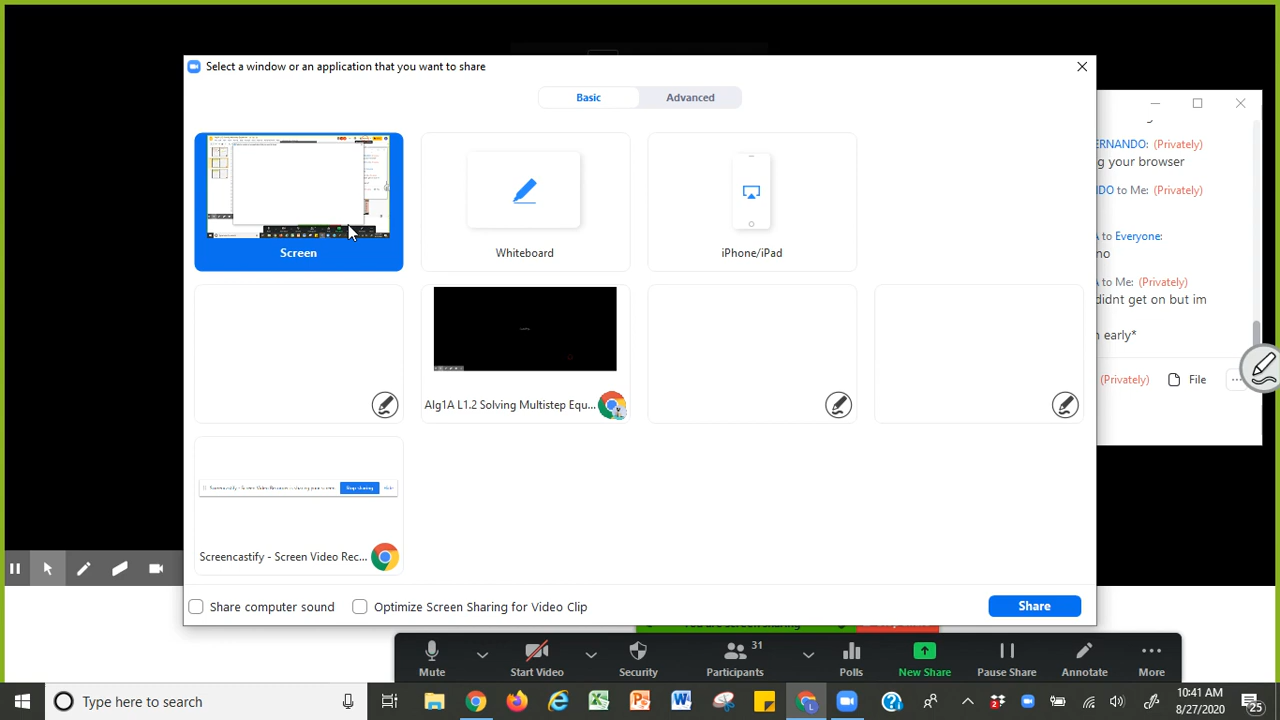 Select a window or an application that you want to share
Basic
Advanced
Screen
Whiteboard
iPhone/iPad
ERNANDO: (Privately)
g your browser
DO to Me: (Privately)
A to Everyone:
no
A to Me: (Privately)
didnt get on but im
n early*
(Privately)
File
Alg1A L1.2 Solving Multistep Equ...
Screencastify - Screen Video Rec...
Stop sharing
Share computer sound
Optimize Screen Sharing for Video Clip
Share
Mute
Start Video
Security
31
Participants
Polls
New Share
Pause Share
Annotate
More
Type here to search
10:41 AM
8/27/2020
25